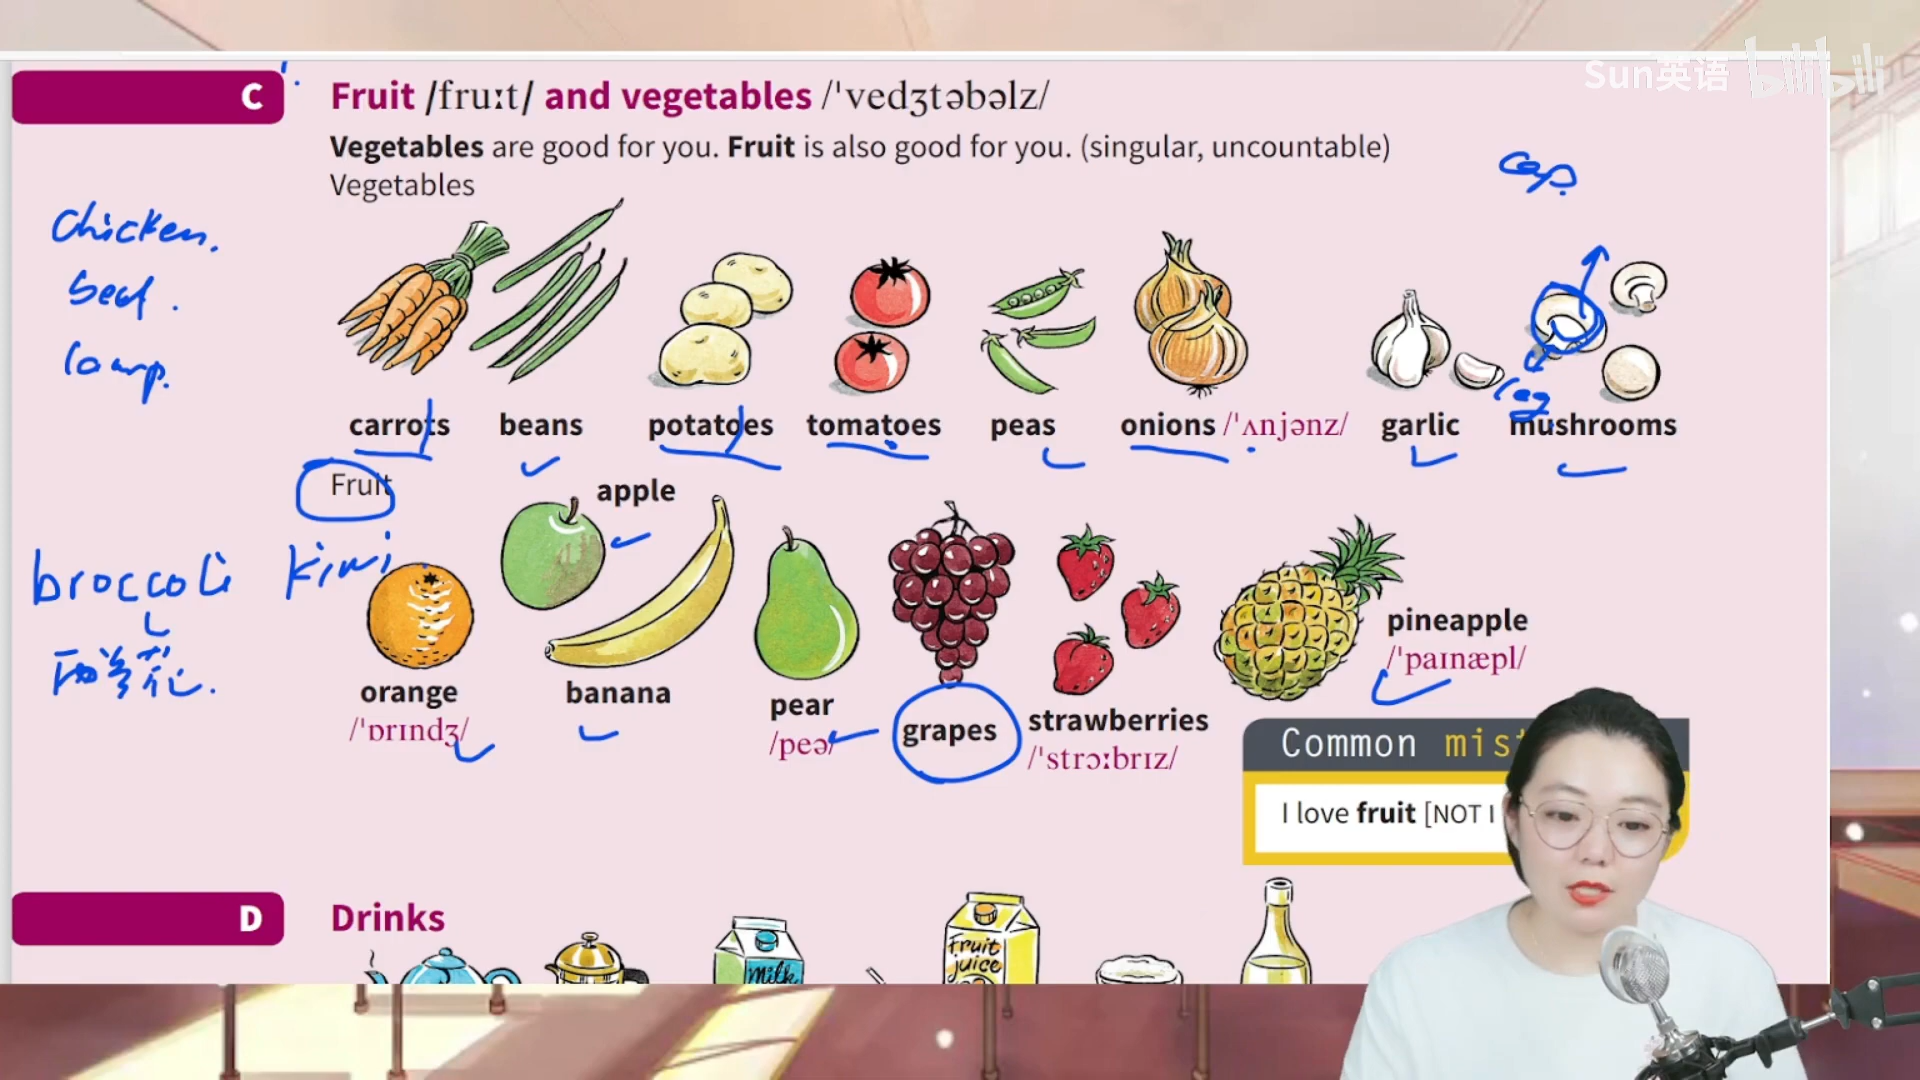 Sun英语 bilibili
C
Fruit /fruːt/ and vegetables /ˈvedʒtəbəlz/
Vegetables are good for you. Fruit is also good for you. (singular, uncountable)
Vegetables
cap.
Chicken.
beef.
leg
carrots beans potatoes tomatoes peas onions /ˈʌnjənz/ garlic mushrooms
Fruit
apple
broccoli
kiwi
西兰花.
pineapple
/ˈpaɪnæpl/
orange
/ˈɒrɪndʒ/
banana
pear
/peə/
grapes
strawberries
/ˈstrɔːbrɪz/
Common mis
I love fruit [NOT I
D
Drinks
Milk
Fruit
juice